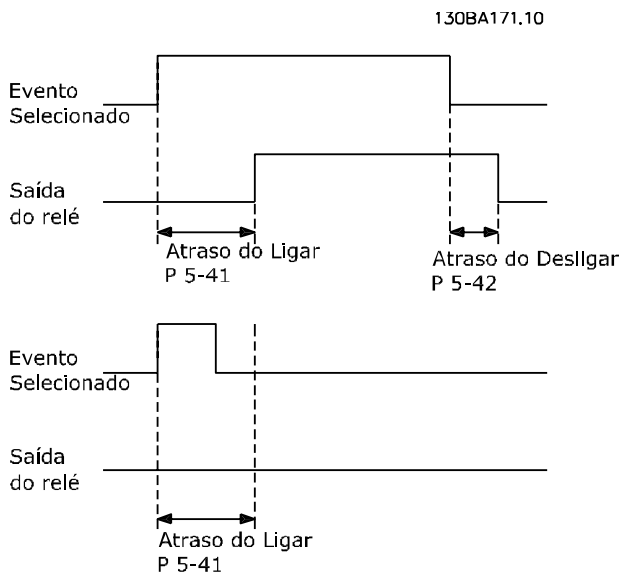 130BA171.10
Evento
Selecionado
Saída
do relé
Atraso do Ligar
P 5-41
Atraso do Desligar
P 5-42
Evento
Selecionado
Saída
do relé
Atraso do Ligar
P 5-41